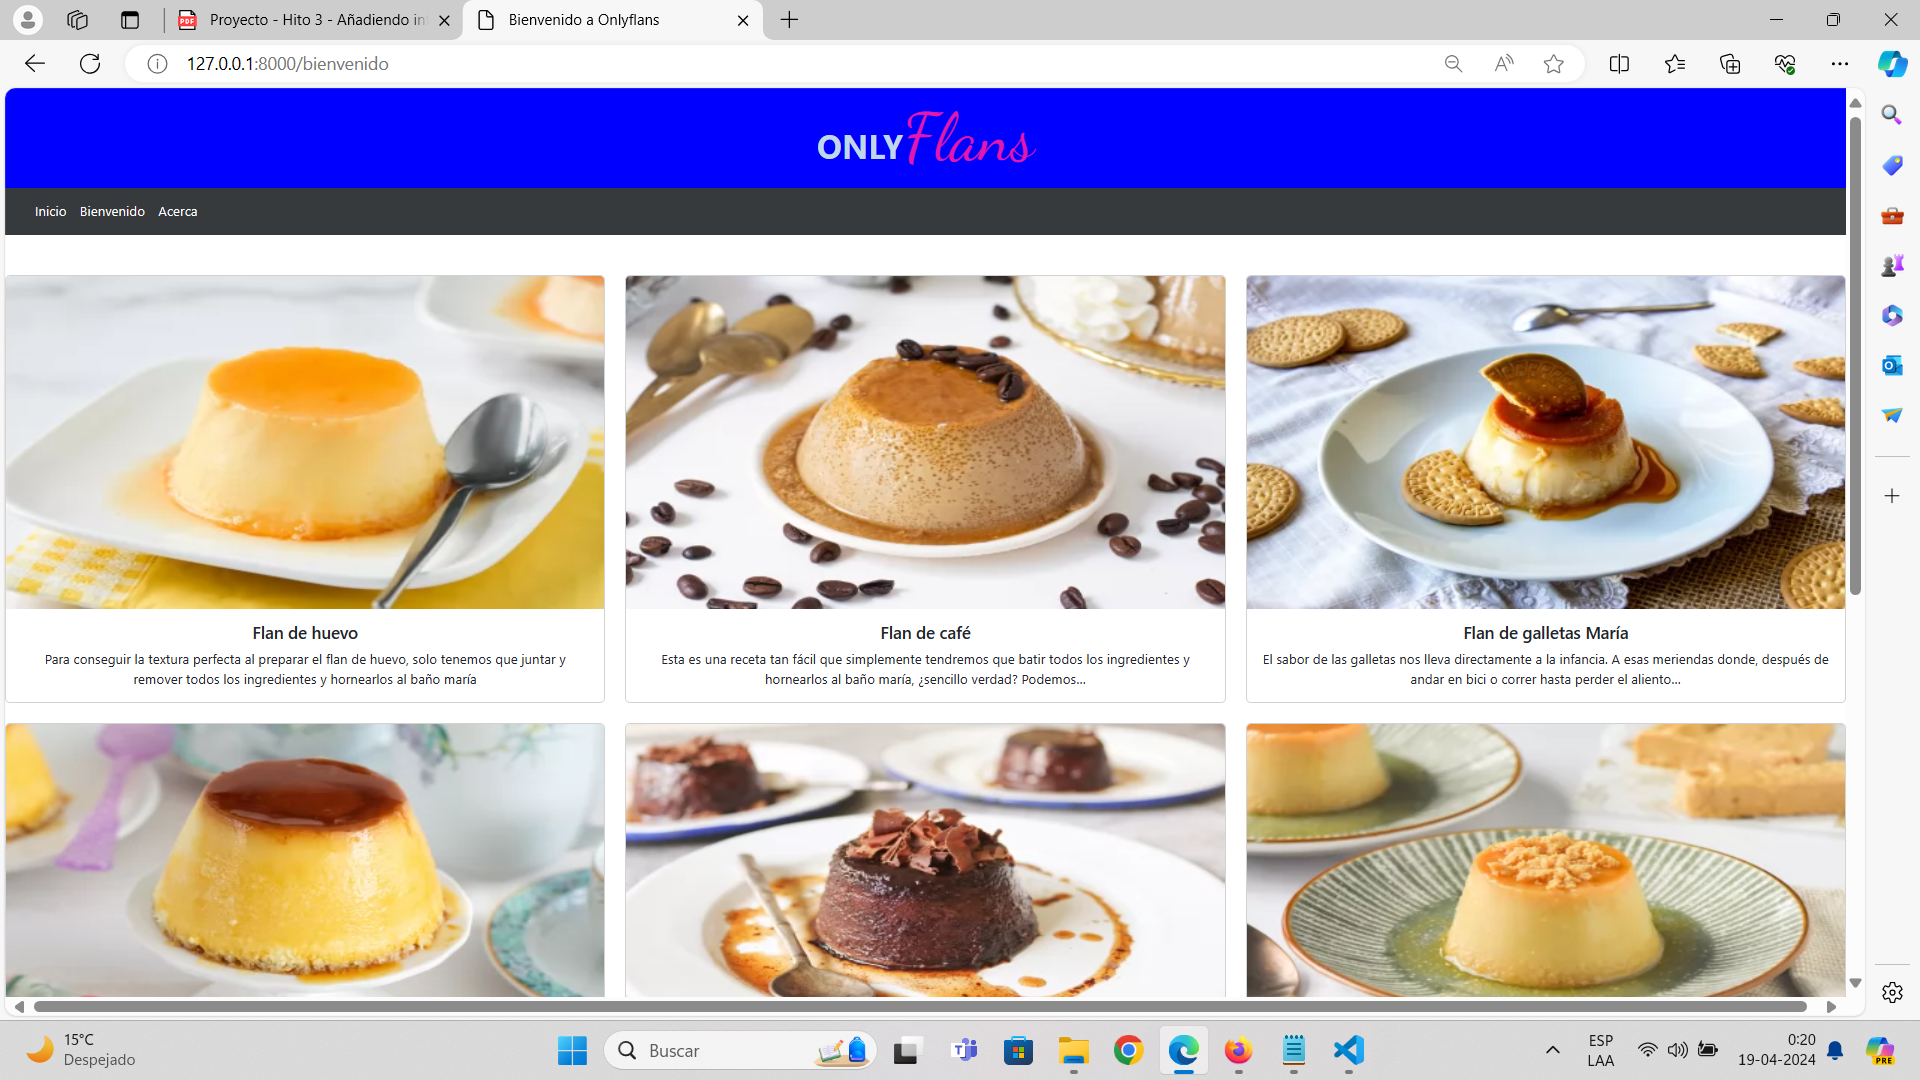 Proyecto - Hito 3 - Añadiendo in
Bienvenido a Onlyflans
127.0.0.1:8000/bienvenido
ONLYFlans
Inicio Bienvenido Acerca
Flan de huevo
Para conseguir la textura perfecta al preparar el flan de huevo, solo tenemos que juntar y
remover todos los ingredientes y hornearlos al baño maría
Flan de café
Esta es una receta tan fácil que simplemente tendremos que batir todos los ingredientes y
hornearlos al baño maría, ¿sencillo verdad? Podemos...
Flan de galletas María
El sabor de las galletas nos lleva directamente a la infancia. A esas meriendas donde, después de
andar en bici o correr hasta perder el aliento...
15°C
Despejado
Buscar
ESP
LAA
0:20
19-04-2024
PRE